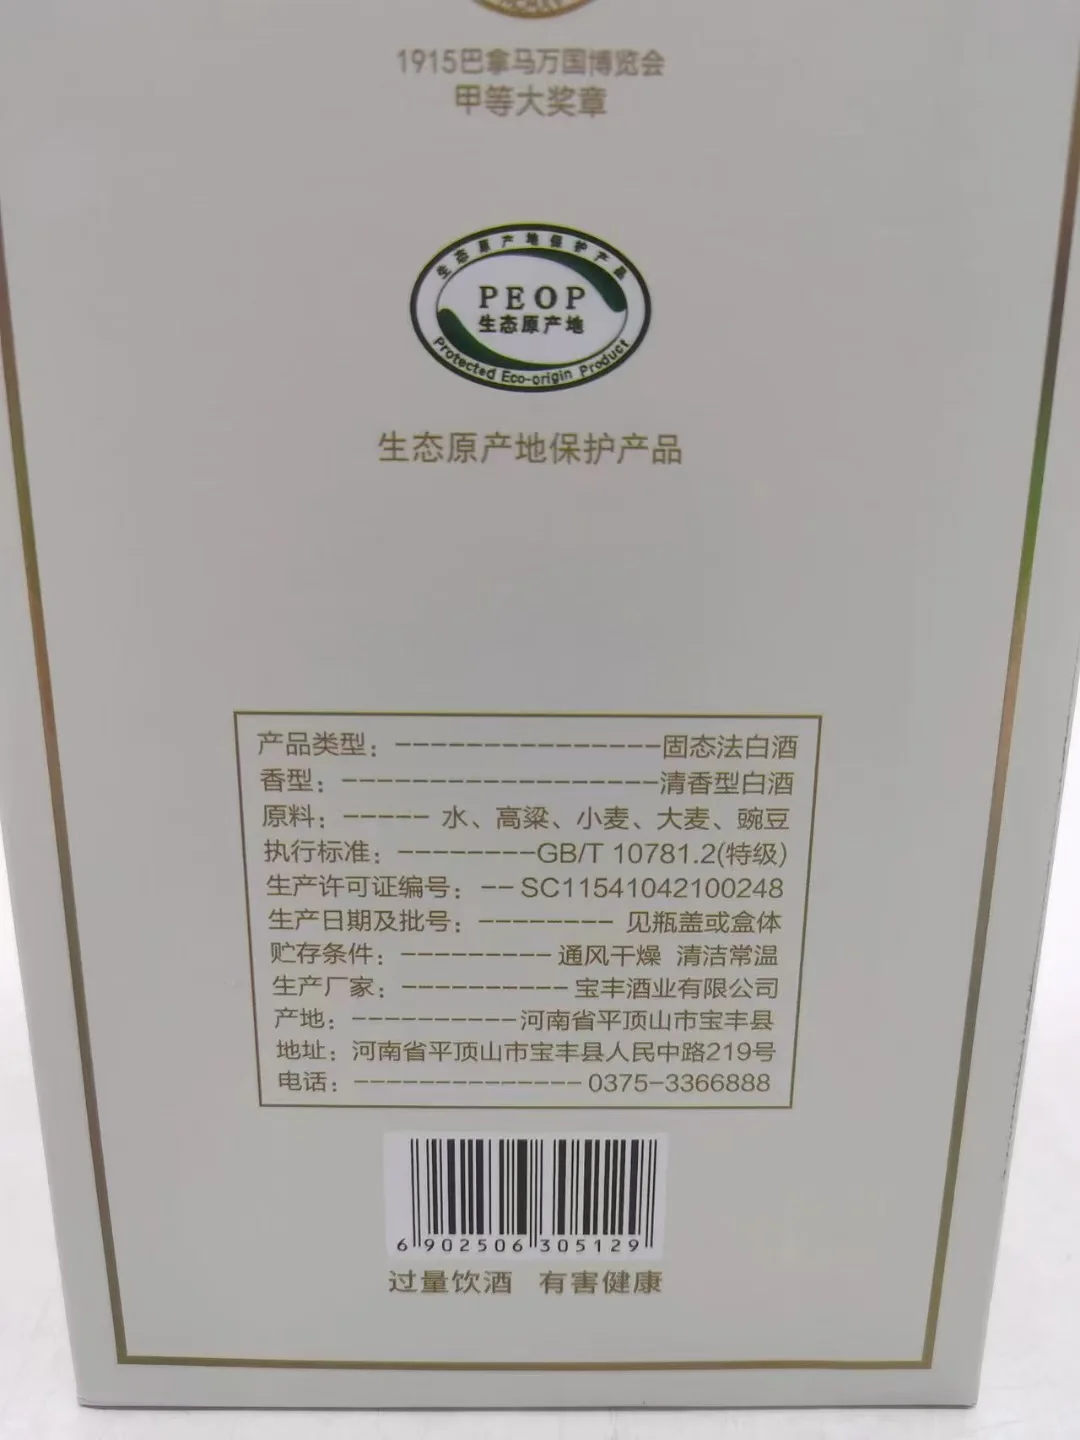 1915巴拿马万国博览会
甲等大奖章
生态原产地保护产品
PEOP
生态原产地
Protected Eco-origin Product
生态原产地保护产品
产品类型：---------------固态法白酒
香型：------------------清香型白酒
原料：----- 水、高粱、小麦、大麦、豌豆
执行标准：--------GB/T 10781.2(特级)
生产许可证编号：-- SC11541042100248
生产日期及批号：-------- 见瓶盖或盒体
贮存条件：---------通风干燥 清洁常温
生产厂家：----------宝丰酒业有限公司
产地：----------河南省平顶山市宝丰县
地址：河南省平顶山市宝丰县人民中路219号
电话：--------------0375-3366888
6 902506 305129
过量饮酒 有害健康